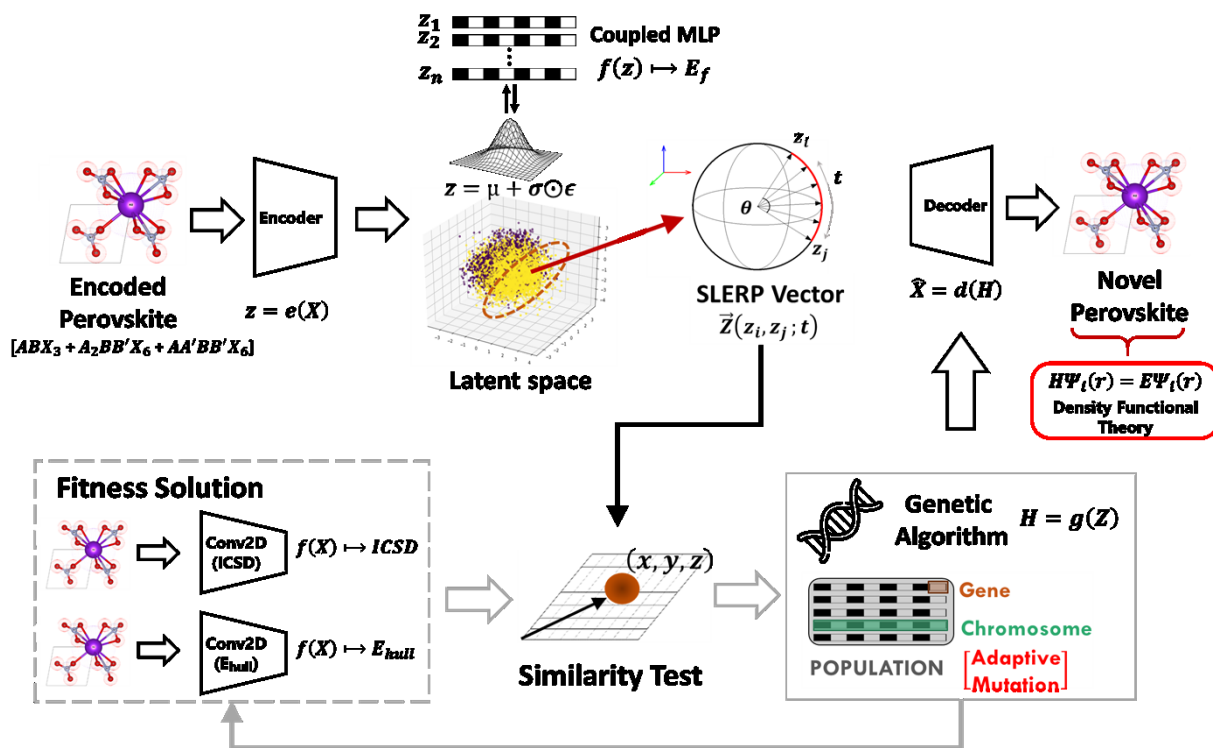 z₁
z₂
⋮
zₙ
Coupled MLP
f(z) ↦ E_f
z = μ + σ⊙ϵ
Encoder
Encoded
Perovskite
[ABX₃ + A₂BB′X₆ + AA′BB′X₆]
z = e(X)
Latent space
z_i
t
θ
z_j
SLERP Vector
Z⃗(z_i, z_j; t)
Decoder
X̂ = d(H)
Novel
Perovskite
HΨ_i(r) = EΨ_i(r)
Density Functional
Theory
Fitness Solution
Conv2D
(ICSD)
f(X) ↦ ICSD
Conv2D
(E_hull)
f(X) ↦ E_hull
(x, y, z)
Similarity Test
Genetic
Algorithm
H = g(Z)
Gene
Chromosome
POPULATION
[Adaptive
Mutation]